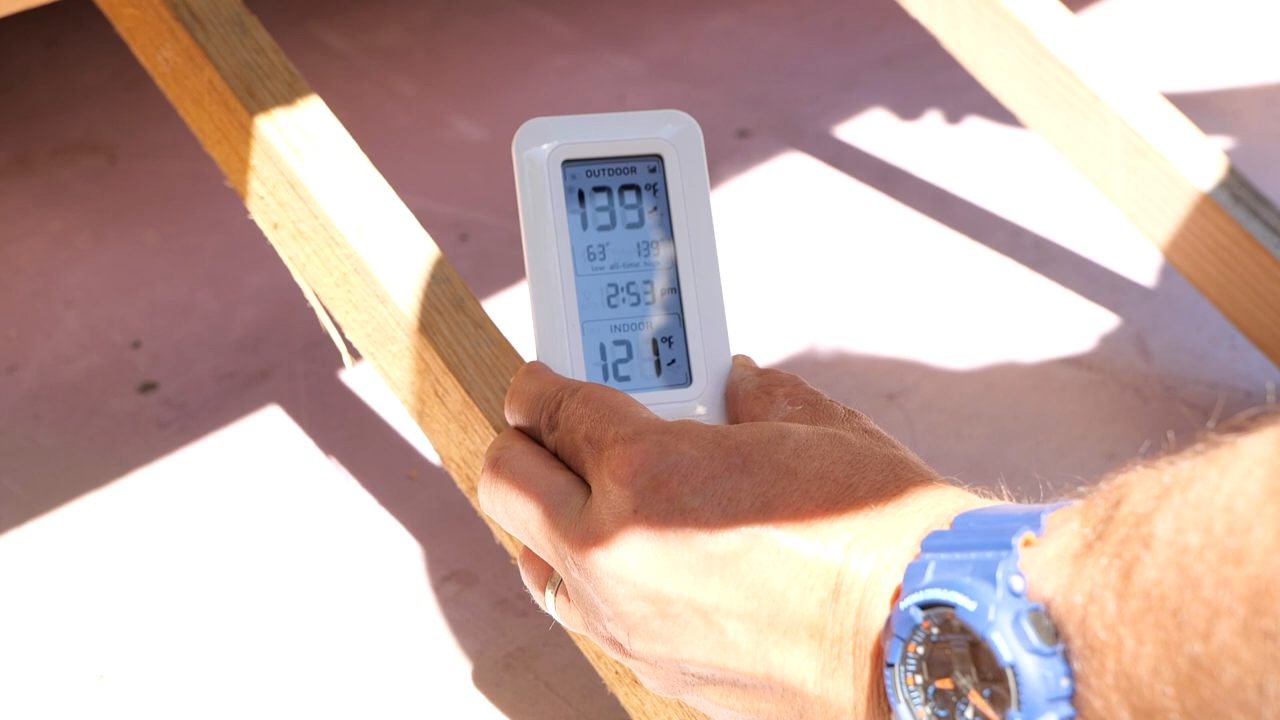 OUTDOOR
139°F
63° 139°
low all-time high
2:53 pm
INDOOR
121°F